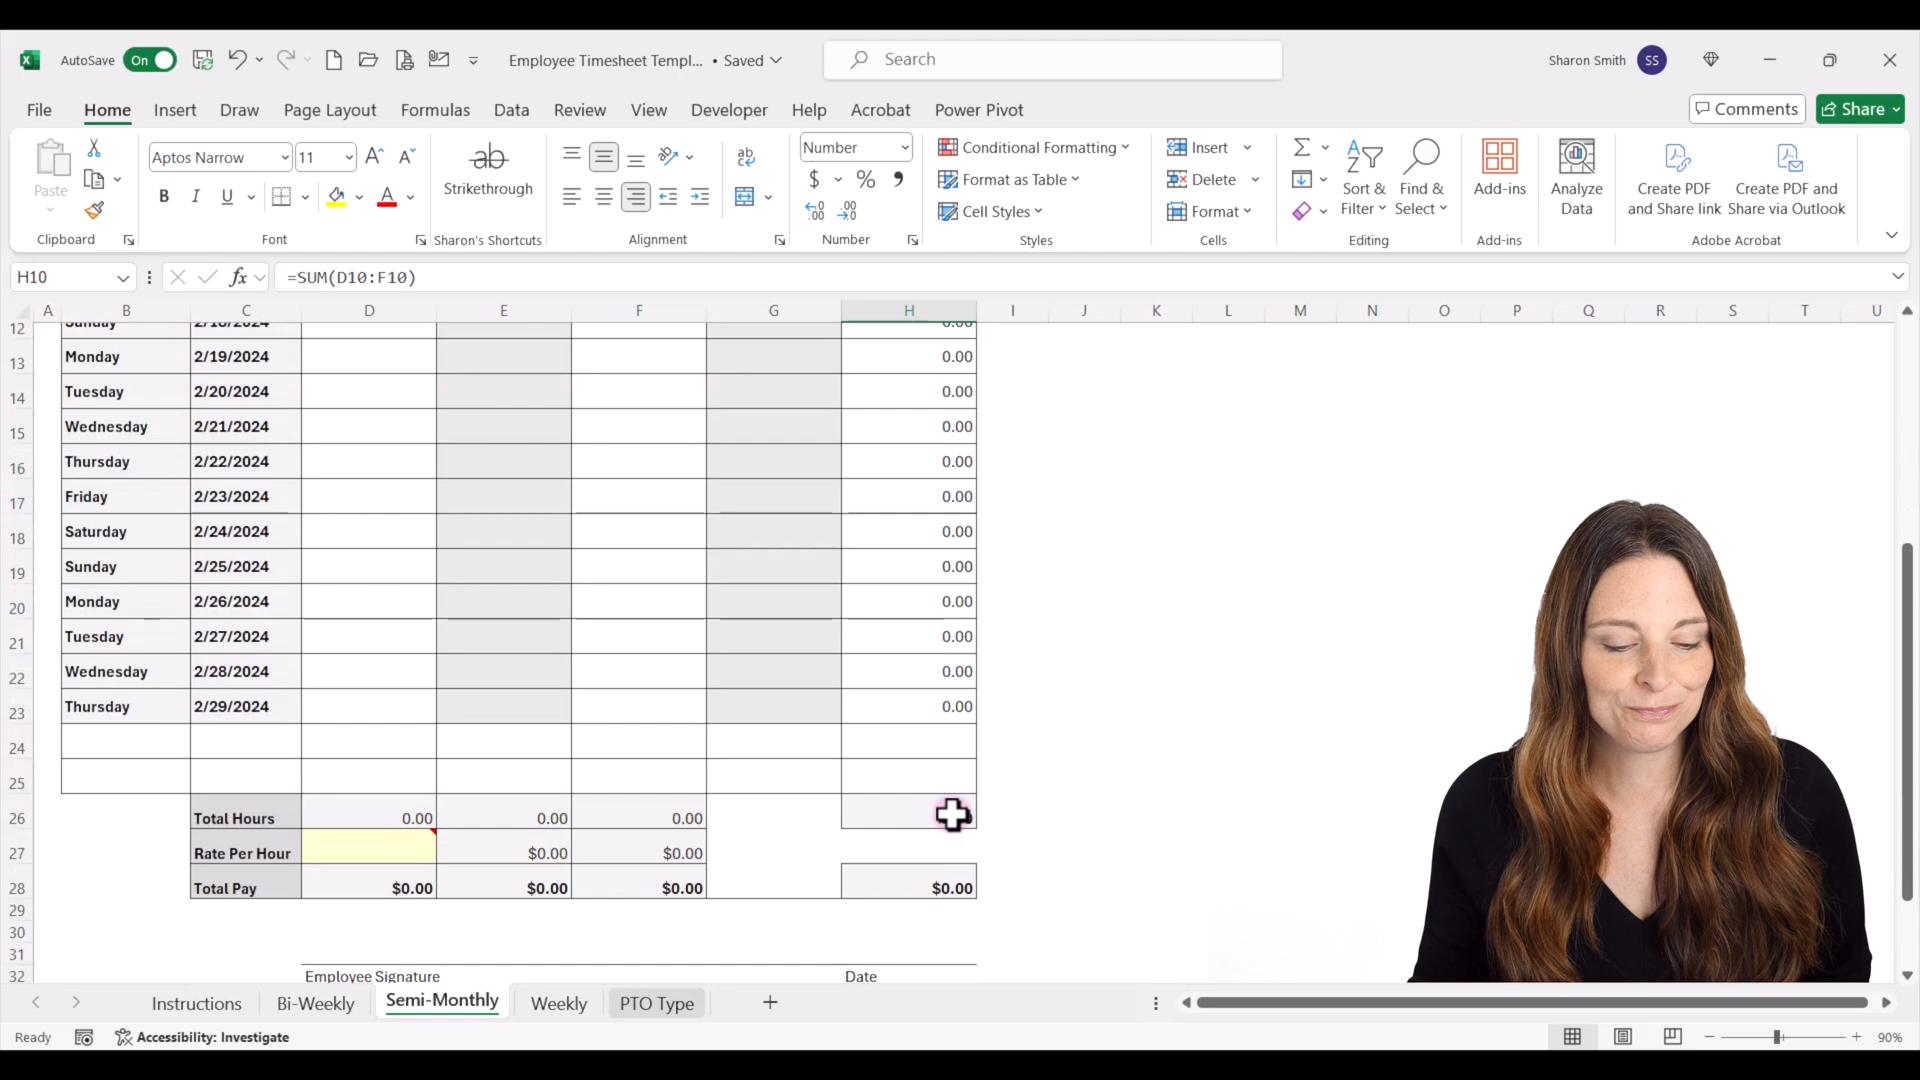 AutoSave On Employee Timesheet Templ... • Saved Search Sharon Smith SS
File Home Insert Draw Page Layout Formulas Data Review View Developer Help Acrobat Power Pivot Comments Share
Paste
Clipboard
Aptos Narrow 11
B I U A
Font
ab
Strikethrough
Sharon's Shortcuts
Alignment
Number
$ % 9
Number
Conditional Formatting
Format as Table
Cell Styles
Styles
Insert
Delete
Format
Cells
Sort &
Filter
Find &
Select
Editing
Add-ins
Add-ins
Analyze
Data
Create PDF
and Share link
Create PDF and
Share via Outlook
Adobe Acrobat
H10 fx =SUM(D10:F10)
A B C D E F G H I J K L M N O P Q R S T U
12 Sunday 2/18/2024 0.00
13 Monday 2/19/2024 0.00
14 Tuesday 2/20/2024 0.00
15 Wednesday 2/21/2024 0.00
16 Thursday 2/22/2024 0.00
17 Friday 2/23/2024 0.00
18 Saturday 2/24/2024 0.00
19 Sunday 2/25/2024 0.00
20 Monday 2/26/2024 0.00
21 Tuesday 2/27/2024 0.00
22 Wednesday 2/28/2024 0.00
23 Thursday 2/29/2024 0.00
24
25
26 Total Hours 0.00 0.00 0.00
27 Rate Per Hour $0.00 $0.00
28 Total Pay $0.00 $0.00 $0.00 $0.00
29
30
31
32 Employee Signature Date
Instructions Bi-Weekly Semi-Monthly Weekly PTO Type
Ready Accessibility: Investigate 90%